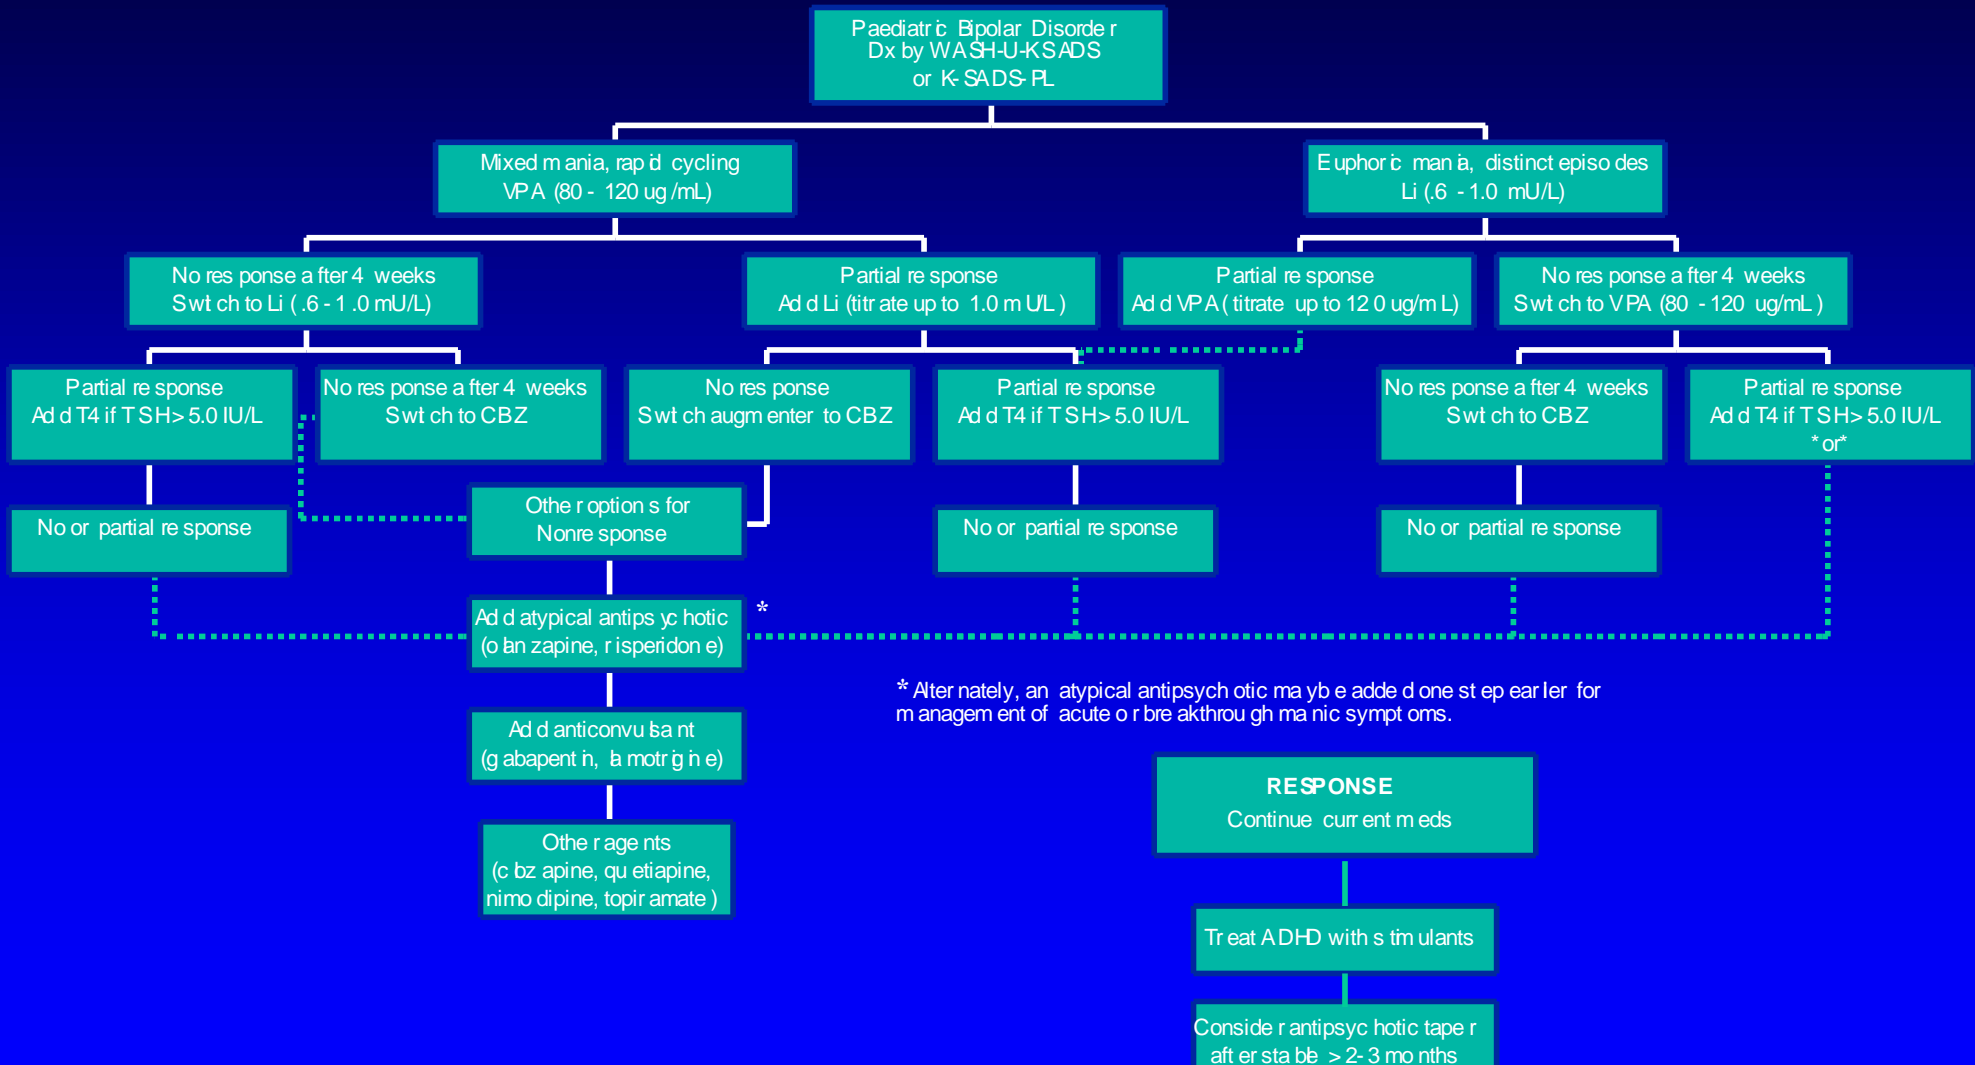 Paediatric Bipolar Disorder
Dx by WASH-U-KSADS
or K-SADS-PL
Mixed mania, rapid cycling
VPA (80 - 120 ug/mL)
Euphoric mania, distinct episodes
Li (.6 - 1.0 mU/L)
No response after 4 weeks
Switch to Li (.6 - 1.0 mU/L)
Partial response
Add Li (titrate up to 1.0 mU/L)
Partial response
Add VPA (titrate up to 120 ug/mL)
No response after 4 weeks
Switch to VPA (80 - 120 ug/mL)
Partial response
Add T4 if TSH> 5.0 IU/L
No response after 4 weeks
Switch to CBZ
No response
Switch augmenter to CBZ
Partial response
Add T4 if TSH> 5.0 IU/L
No response after 4 weeks
Switch to CBZ
Partial response
Add T4 if TSH> 5.0 IU/L
*or*
No or partial response
Other options for
Nonresponse
No or partial response
No or partial response
Add atypical antipsychotic *
(olanzapine, risperidone)
* Alternately, an atypical antipsychotic may be added one step earlier for
management of acute or breakthrough manic symptoms.
Add anticonvulsant
(gabapentin, lamotrigine)
RESPONSE
Continue current meds
Other agents
(clozapine, quetiapine,
nimodipine, topiramate)
Treat ADHD with stimulants
Consider antipsychotic taper
after stable > 2-3 months